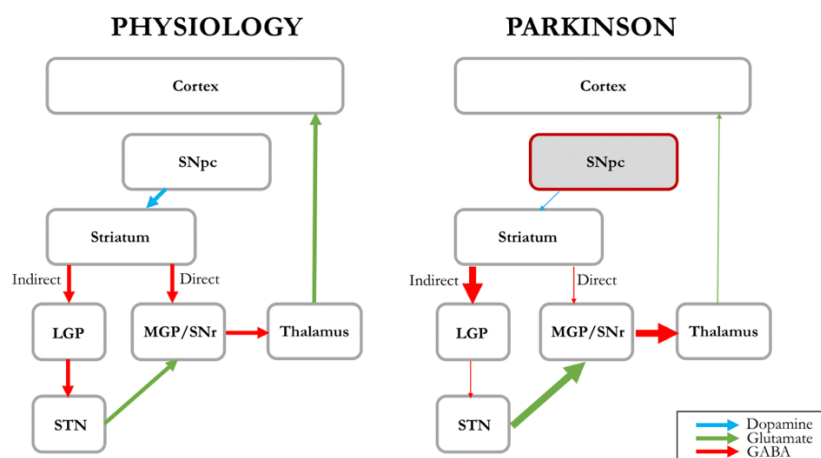 PHYSIOLOGY
Cortex
SNpc
Striatum
Indirect
Direct
LGP
MGP/SNr
Thalamus
STN
PARKINSON
Cortex
SNpc
Striatum
Indirect
Direct
LGP
MGP/SNr
Thalamus
STN
Dopamine
Glutamate
GABA